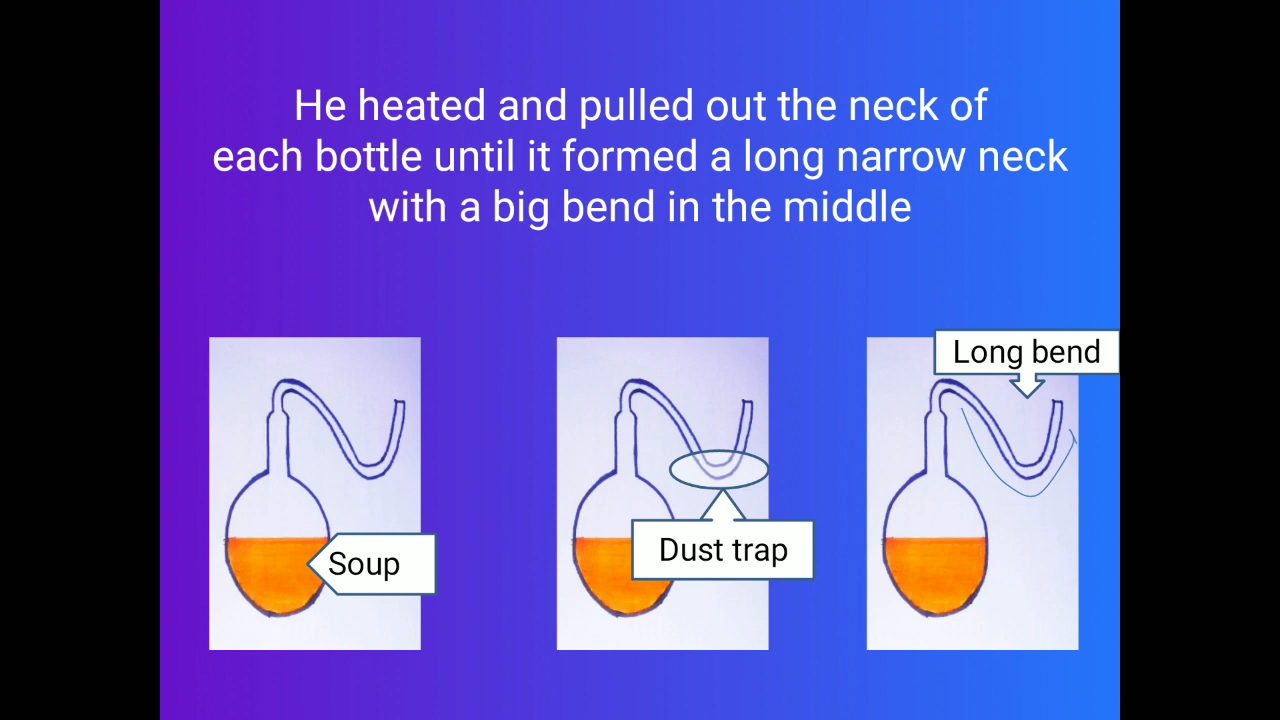 He heated and pulled out the neck of
each bottle until it formed a long narrow neck
with a big bend in the middle
Long bend
Soup
Dust trap